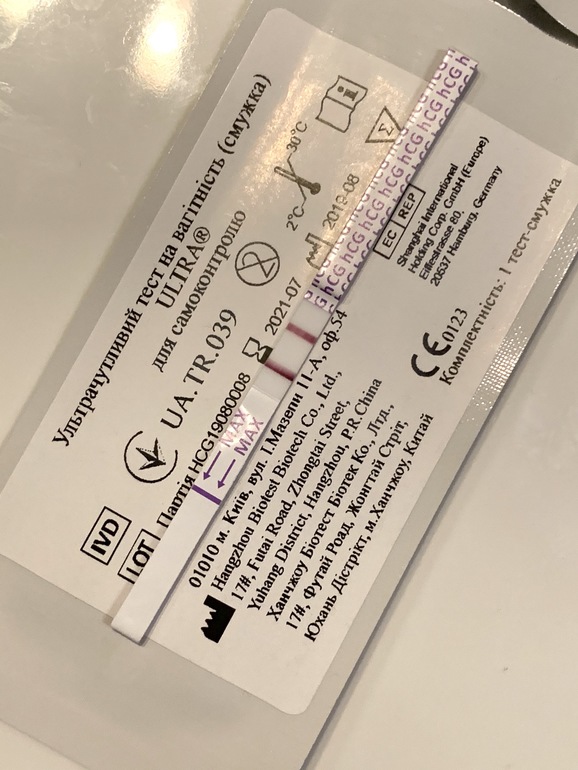 Ультрачутливий тест на вагітність (смужка)
ULTRA®
для самоконтролю
UA. TR.039
2°C
30°C
i
Σ
2
2019-08
2021-07
IVD
LOT Партія HCG19080008
01010 м. Київ, вул. І.Мазепи 11-А, оф.54
Hangzhou Biotest Biotech Co., Ltd.,
17#, Futai Road, Zhongtai Street,
Yuhang District, Hangzhou, P.R.China
Ханчжоу Біотест Біотек Ко., Лтд.,
17#, Футай Роад, Жонгтай Стріт,
Юхань Дістрікт, м.Ханчжоу, Китай
EC REP
Shanghai International
Holding Corp. GmbH (Europe)
Eiffestrasse 80,
20537 Hamburg, Germany
CE 0123
Комплектність: 1 тест-смужка
hCG hCG hCG hCG hCG hCG hCG
MAX
MAX